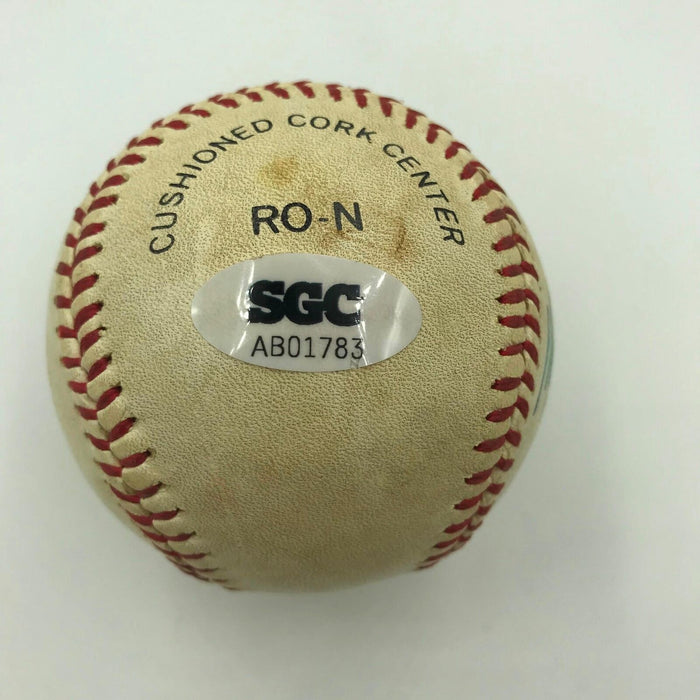 CUSHIONED CORK CENTER
RO-N
SGC
AB01783